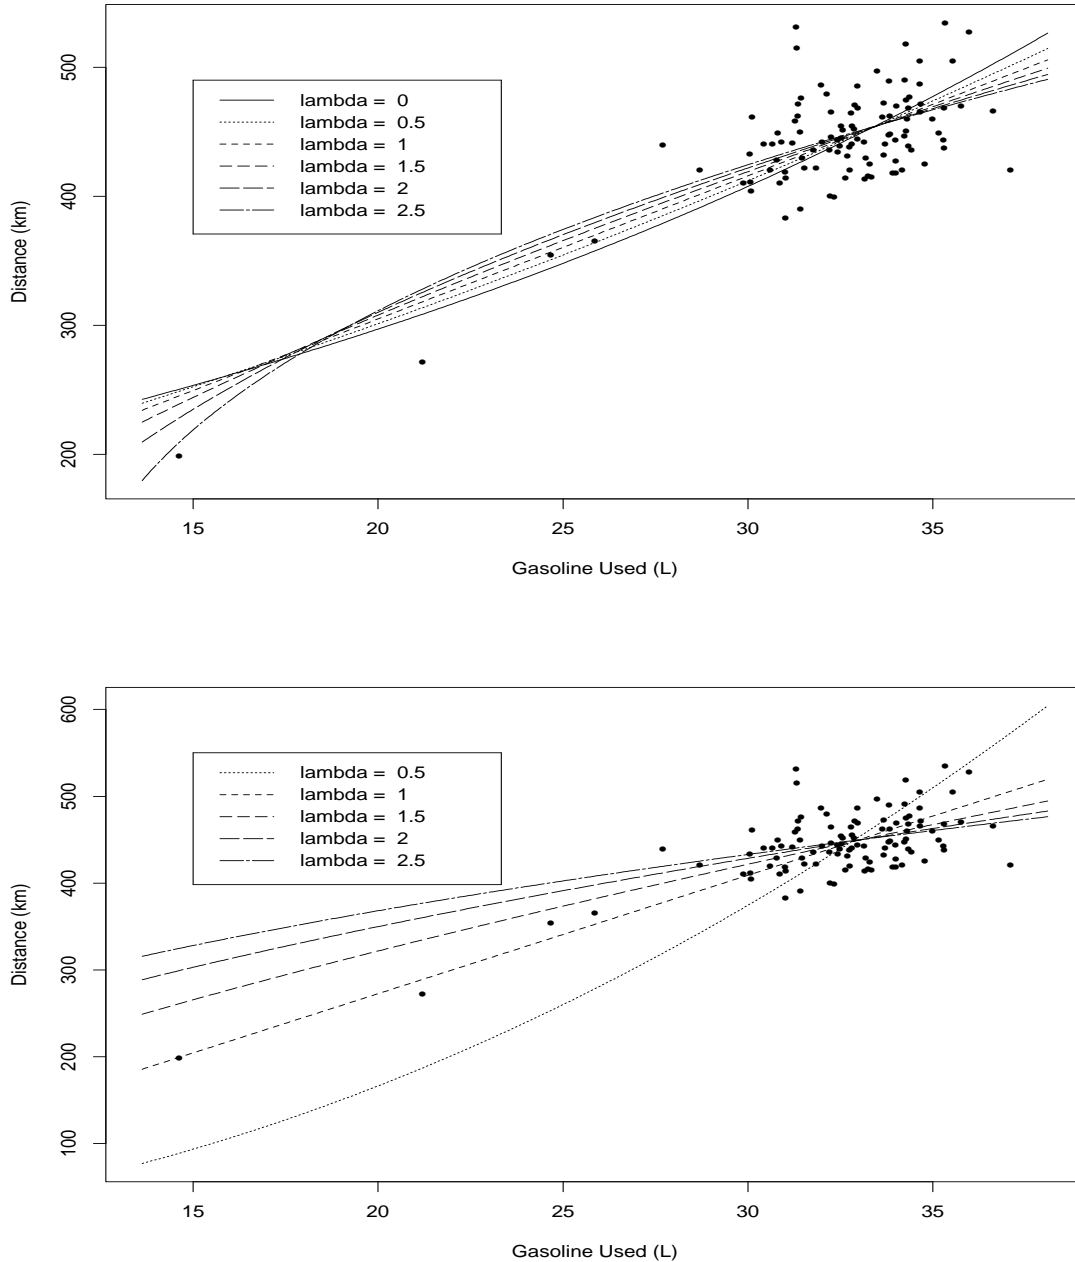 500
400
300
200
Distance (km)
lambda = 0
lambda = 0.5
lambda = 1
lambda = 1.5
lambda = 2
lambda = 2.5
15 20 25 30 35
Gasoline Used (L)
600
500
400
300
200
100
Distance (km)
lambda = 0.5
lambda = 1
lambda = 1.5
lambda = 2
lambda = 2.5
15 20 25 30 35
Gasoline Used (L)